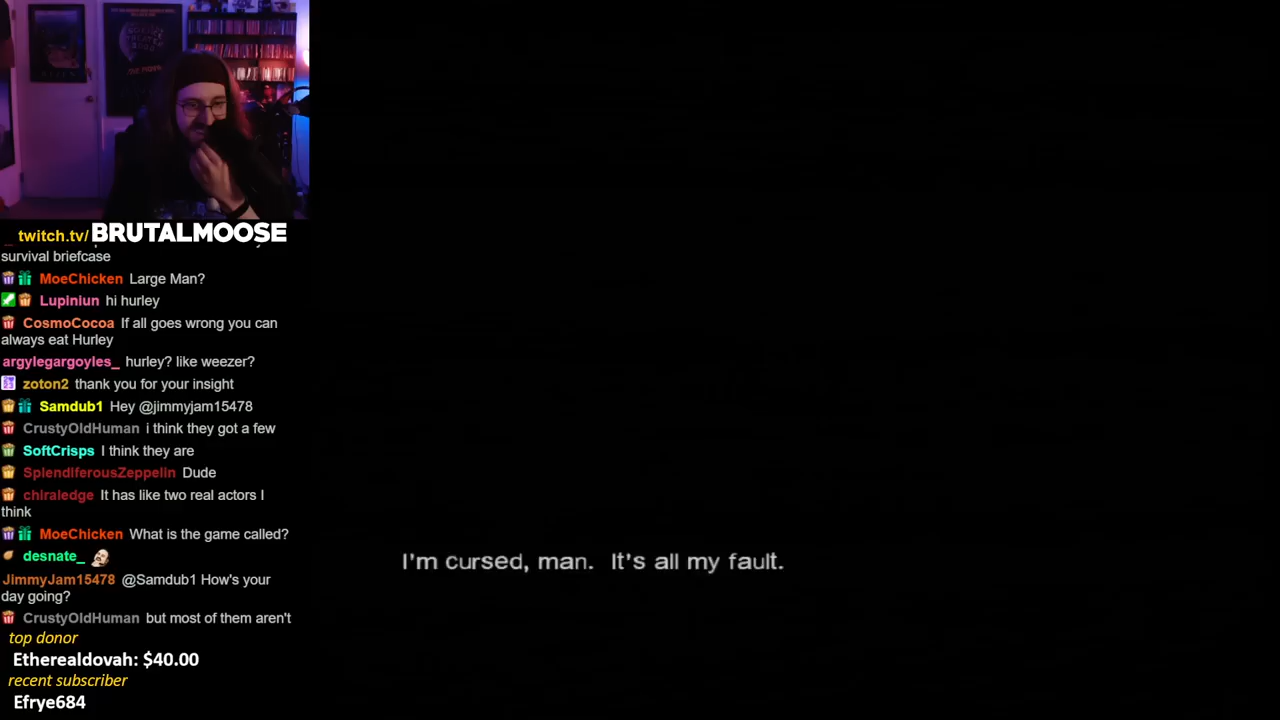 twitch.tv/BRUTALMOOSE
survival briefcase
MoeChicken Large Man?
Lupiniun hi hurley
CosmoCocoa If all goes wrong you can
always eat Hurley
argylegargoyles_ hurley? like weezer?
zoton2 thank you for your insight
Samdub1 Hey @jimmyjam15478
CrustyOldHuman i think they got a few
SoftCrisps I think they are
SplendiferousZeppelin Dude
chiraledge It has like two real actors I
think
MoeChicken What is the game called?
desnate_
JimmyJam15478 @Samdub1 How's your
day going?
CrustyOldHuman but most of them aren't
top donor
Etherealdovah: $40.00
recent subscriber
Efrye684
I'm cursed, man. It's all my fault.